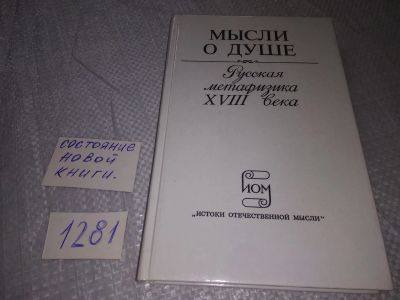 МЫСЛИ
О ДУШЕ
Русская
метафизика
XVIII века
ИОМ
„ИСТОКИ ОТЕЧЕСТВЕННОЙ МЫСЛИ"
состояние
новой
книги.
1281